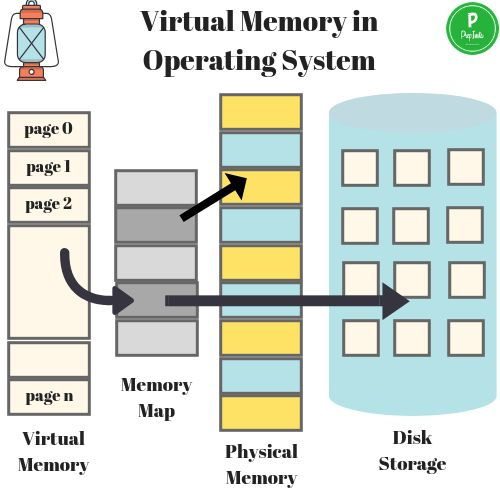 Virtual Memory in
Operating System
P
page 0
page 1
page 2
page n
Virtual
Memory
Memory
Map
Physical
Memory
Disk
Storage